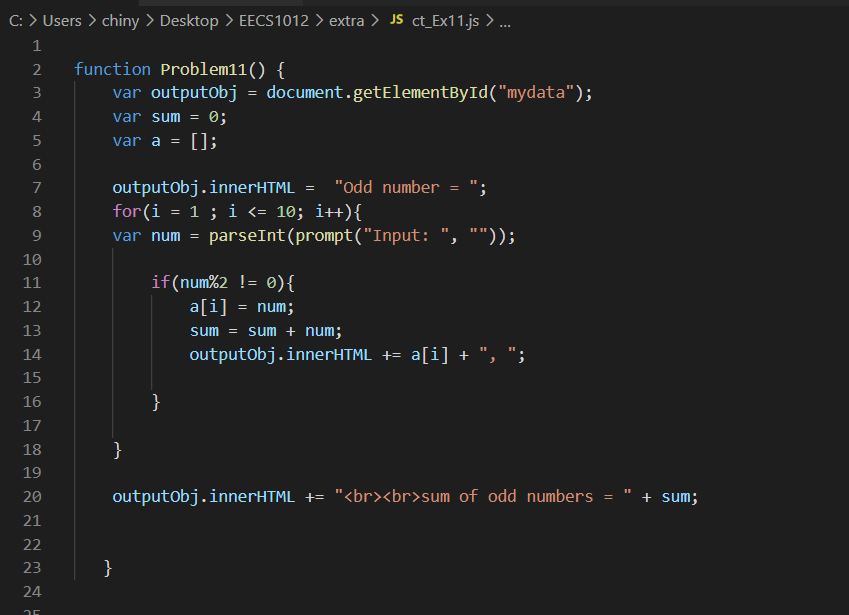 C: > Users > chiny > Desktop > EECS1012 > extra > JS ct_Ex11.js > ...
1
2 function Problem11() {
3 var outputObj = document.getElementById("mydata");
4 var sum = 0;
5 var a = [];
6
7 outputObj.innerHTML =  "Odd number = ";
8 for(i = 1 ; i <= 10; i++){
9 var num = parseInt(prompt("Input: ", ""));
10
11 if(num%2 != 0){
12 a[i] = num;
13 sum = sum + num;
14 outputObj.innerHTML += a[i] + ", ";
15
16 }
17
18 }
19
20 outputObj.innerHTML += "<br><br>sum of odd numbers = " + sum;
21
22
23 }
24
25